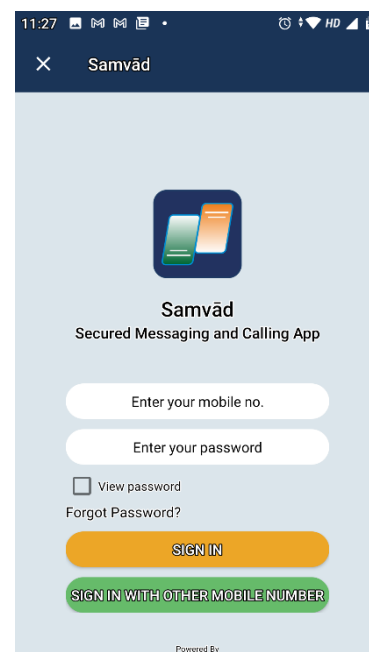 11:27
HD
Samvād
Samvād
Secured Messaging and Calling App
Enter your mobile no.
Enter your password
View password
Forgot Password?
SIGN IN
SIGN IN WITH OTHER MOBILE NUMBER
Powered By